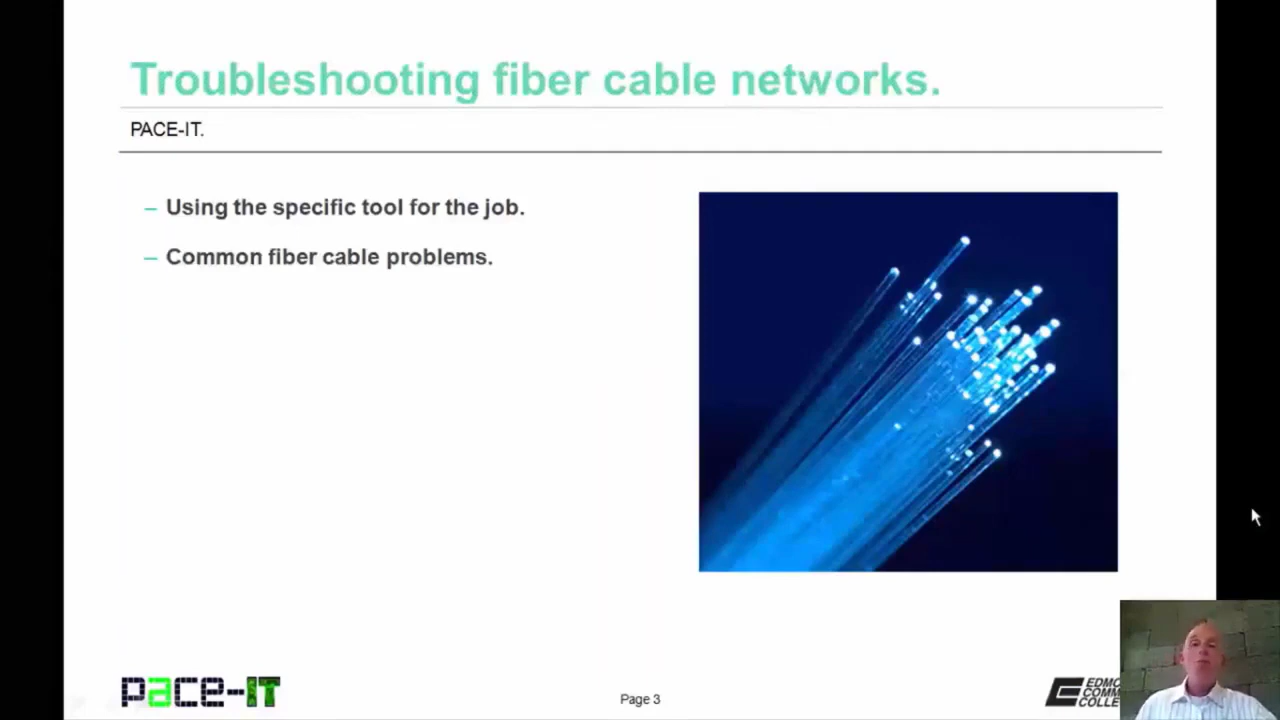 Troubleshooting fiber cable networks.
PACE-IT.
– Using the specific tool for the job.
– Common fiber cable problems.
pace-IT
Page 3